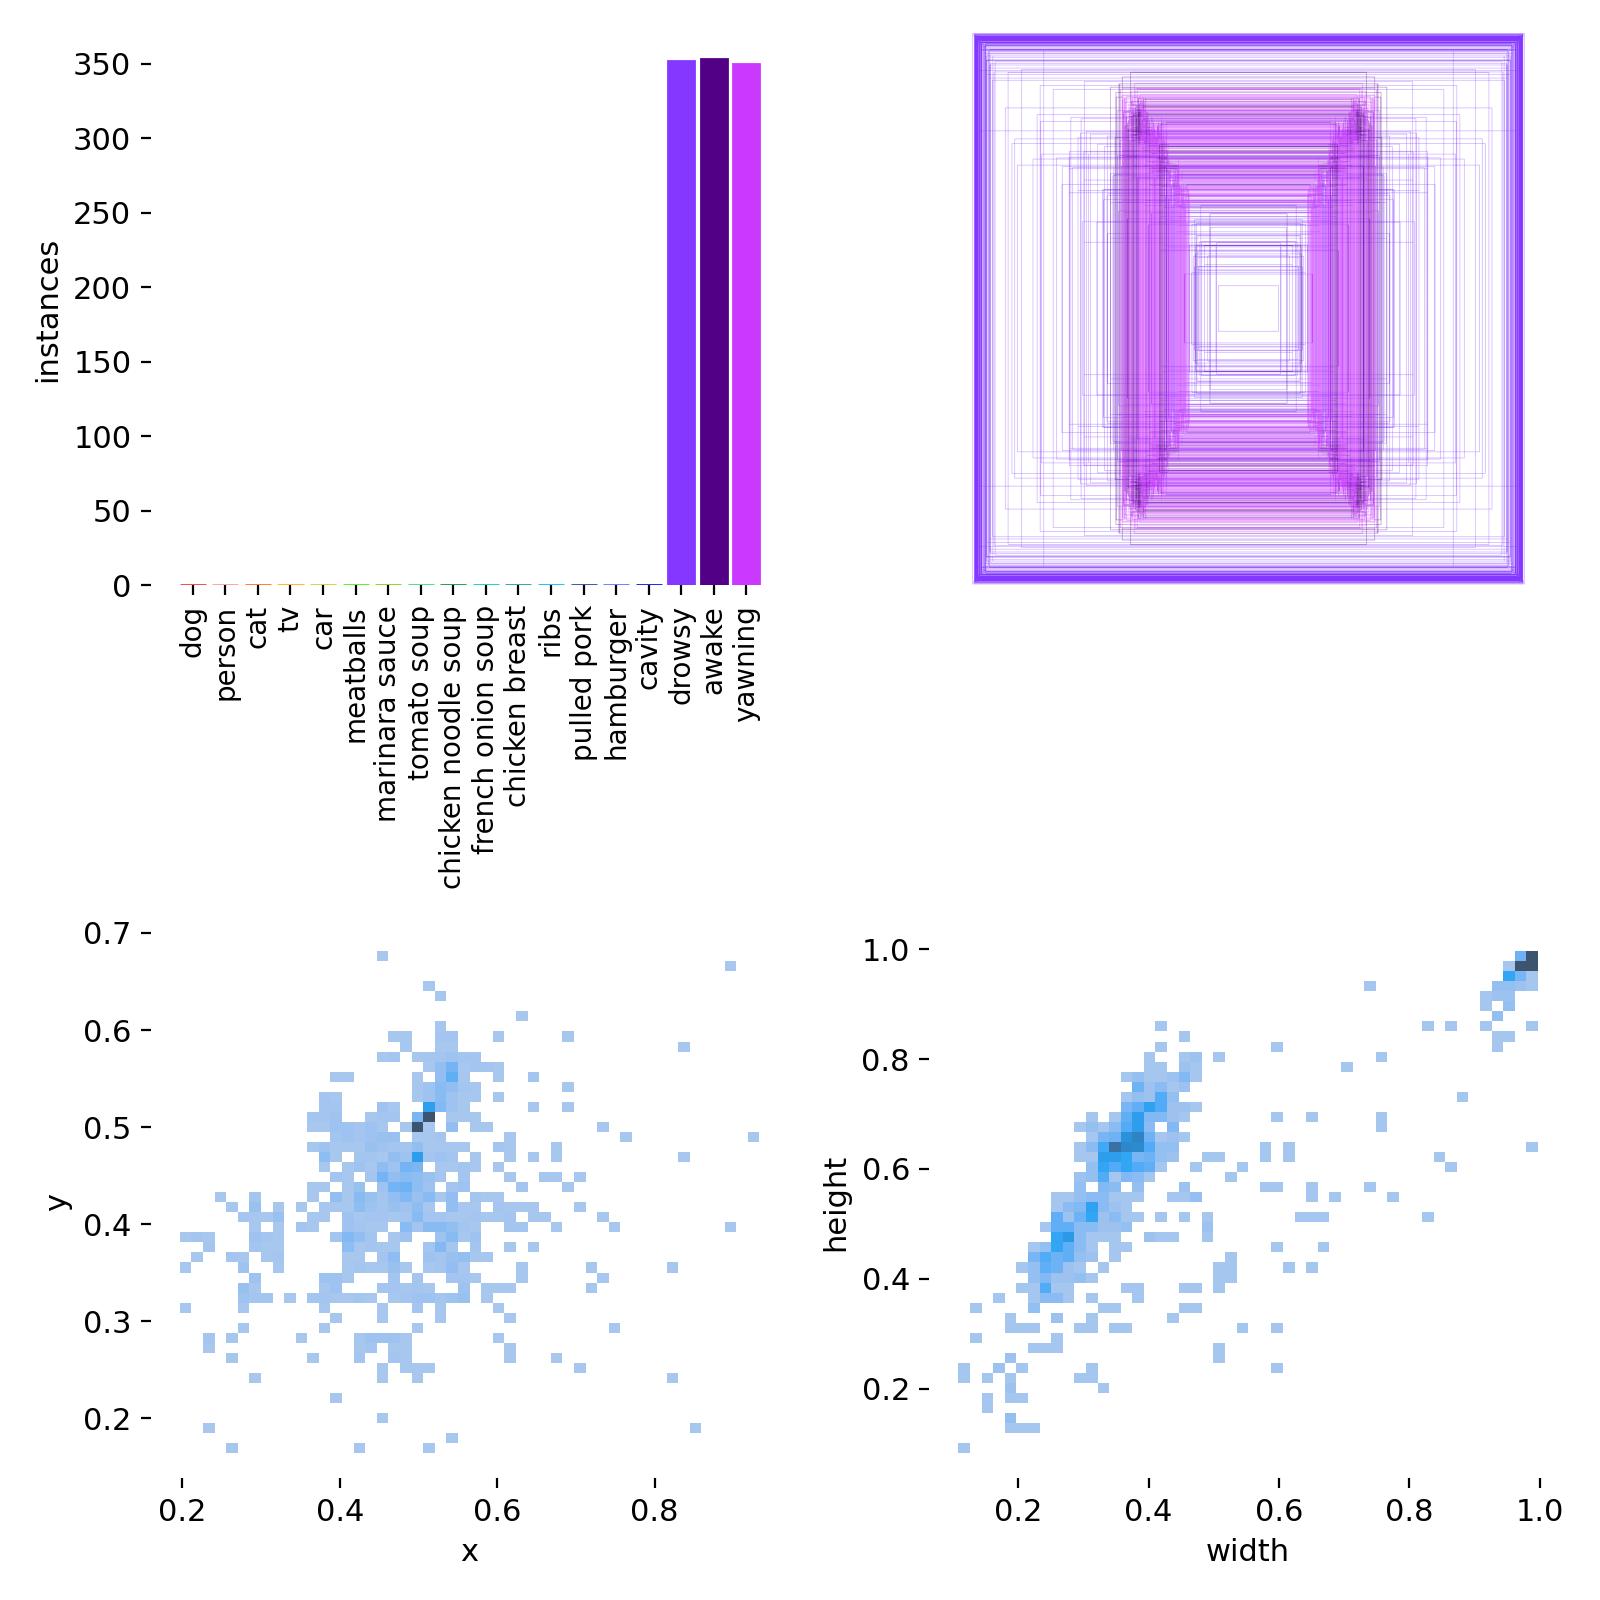 350
300
250
200
150
100
50
0
instances
dog
person
cat
tv
car
meatballs
marinara sauce
tomato soup
chicken noodle soup
french onion soup
chicken breast
ribs
pulled pork
hamburger
cavity
drowsy
awake
yawning
0.7
0.6
0.5
0.4
0.3
0.2
y
0.2 0.4 0.6 0.8
x
1.0
0.8
0.6
0.4
0.2
height
0.2 0.4 0.6 0.8 1.0
width